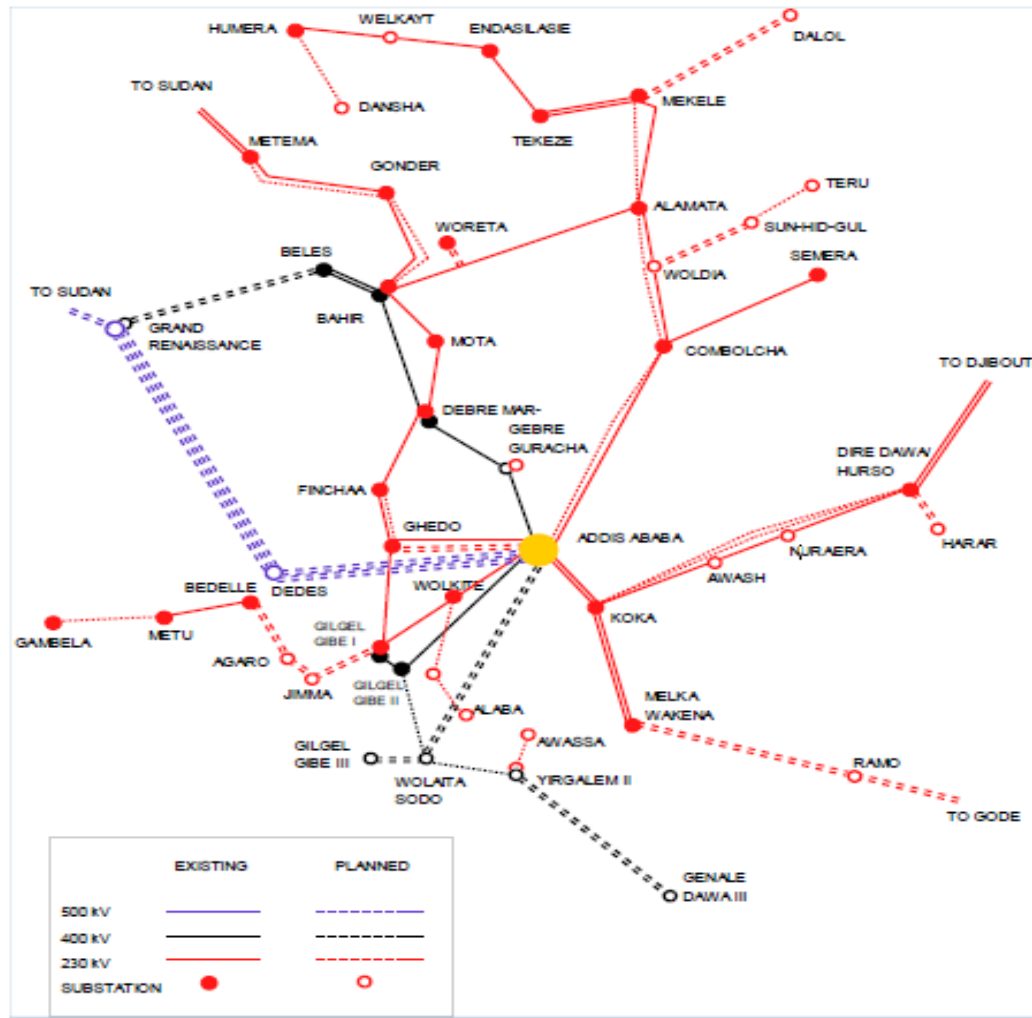 HUMERA
WELKAYT
ENDASILASIE
DALOL
TO SUDAN
DANSHA
TEKEZE
MEKELE
METEMA
GONDER
TERU
WORETA
ALAMATA
SUN-HID-GUL
BELES
SEMERA
WOLDIA
TO SUDAN
BAHIR
GRAND
RENAISSANCE
MOTA
COMBOLCHA
TO DJIBOUT
DEBRE MAR-
GEBRE
GURACHA
DIRE DAWA/
HURSO
FINCHAA
GHEDO
ADDIS ABABA
NURAERA
HARAR
AWASH
BEDELLE
DEDES
WOLKITE
KOKA
GAMBELA
METU
GILGEL
GIBE I
AGARO
JIMMA
GILGEL
GIBE II
ALABA
MELKA
WAKENA
GILGEL
GIBE III
AWASSA
WOLAITA
SODO
YIRGALEM II
RAMO
TO GODE
GENALE
DAWA III
EXISTING PLANNED
500 kV
400 kV
230 kV
SUBSTATION